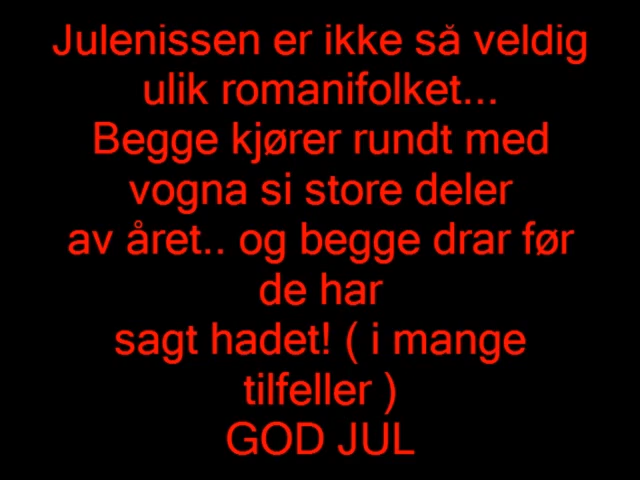 Julenissen er ikke så veldig
ulik romanifolket...
Begge kjører rundt med
vogna si store deler
av året.. og begge drar før
de har
sagt hadet! ( i mange
tilfeller )
GOD JUL